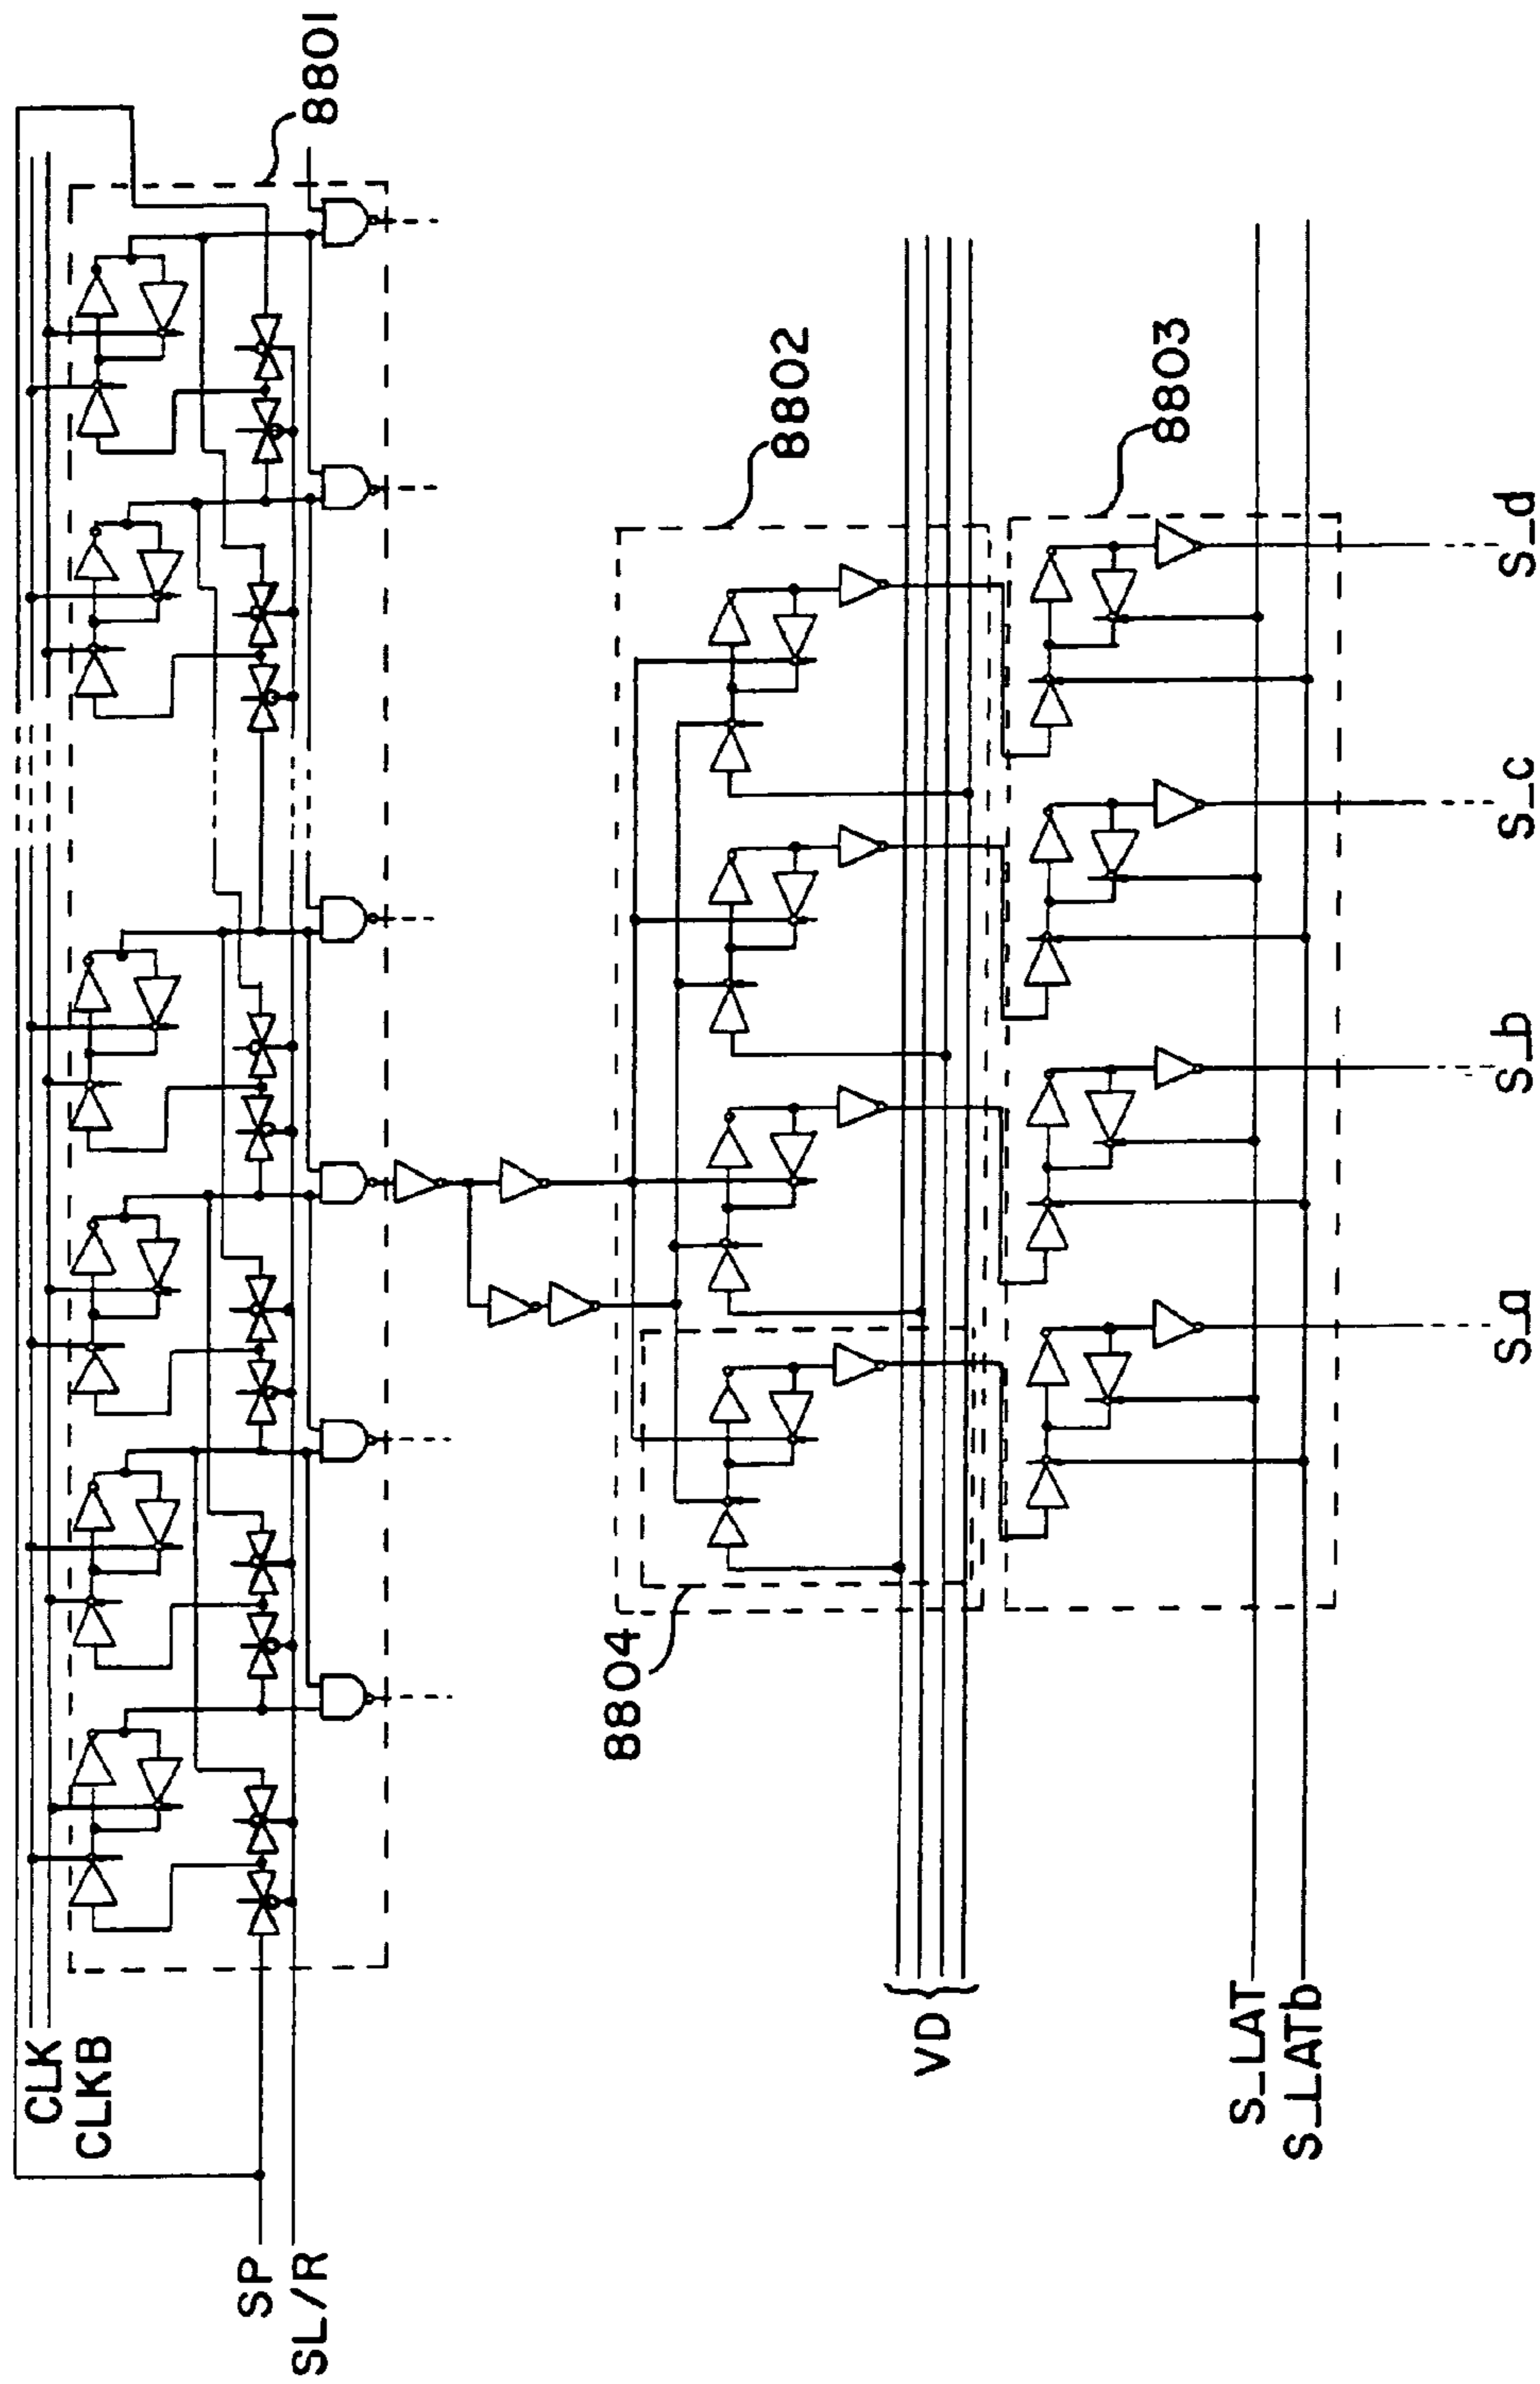 CLK
CLKB
SP
SL/R
8801
8802
8803
8804
VD
S_LAT
S_LATb
S_a
S_b
S_c
S_d